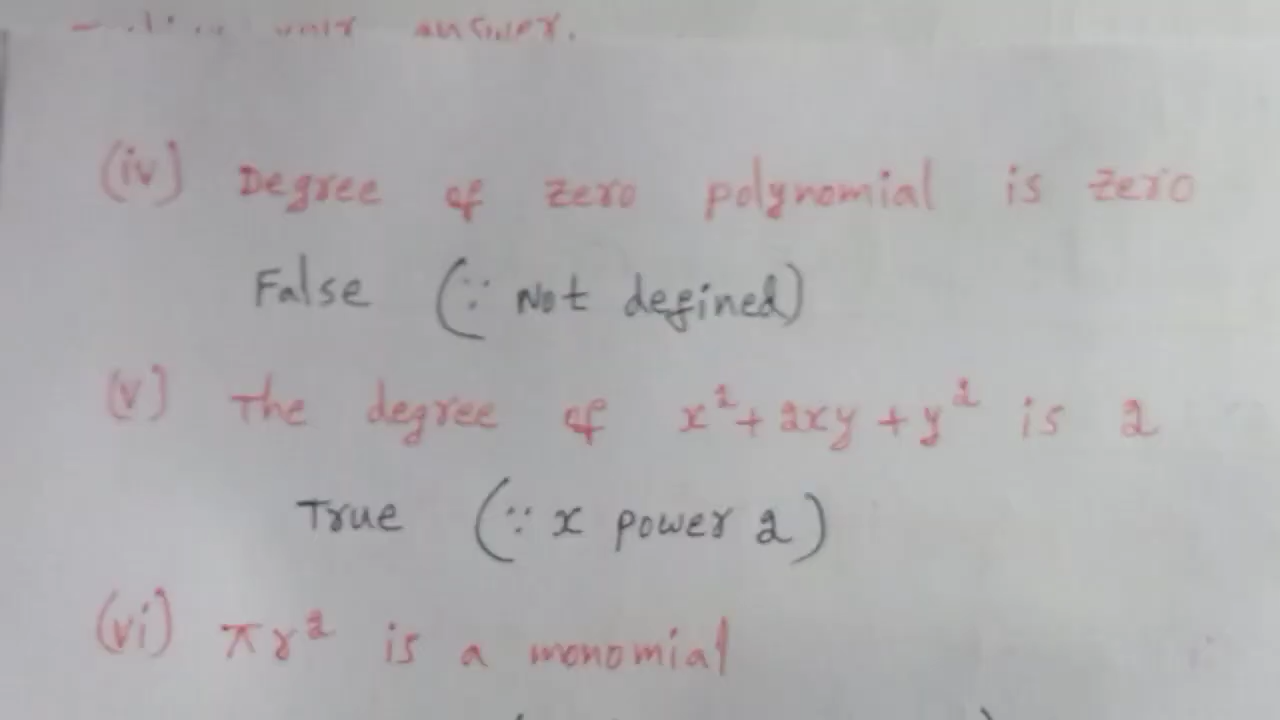 answer.
(iv) Degree of zero polynomial is zero
False (∵ Not defined)
(v) The degree of x²+2xy+y² is 2
True (∵ x power 2)
(vi) πr² is a monomial